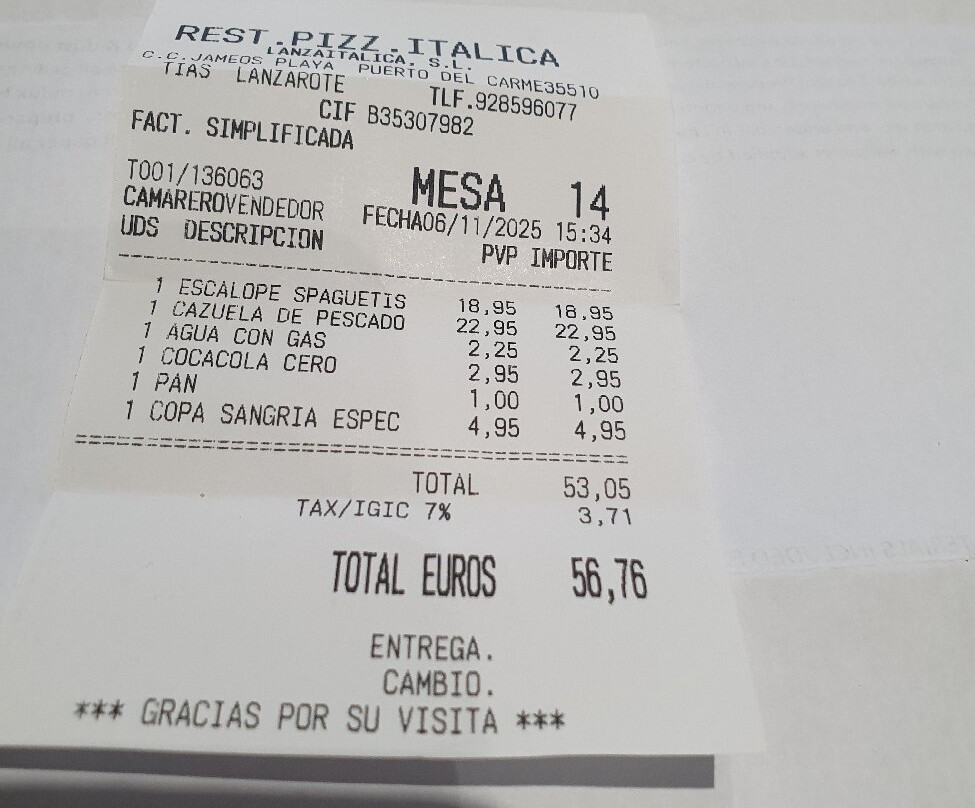 REST.PIZZ.ITALICA
LANZAITALICA, S.L.
C.C.JAMEOS PLAYA PUERTO DEL CARME35510
TIAS LANZAROTE TLF.928596077
CIF B35307982
FACT. SIMPLIFICADA
T001/136063 MESA 14
CAMAREROVENDEDOR FECHA06/11/2025 15:34
UDS DESCRIPCION PVP IMPORTE
1 ESCALOPE SPAGUETIS 18,95 18,95
1 CAZUELA DE PESCADO 22,95 22,95
1 AGUA CON GAS 2,25 2,25
1 COCACOLA CERO 2,95 2,95
1 PAN 1,00 1,00
1 COPA SANGRIA ESPEC 4,95 4,95
TOTAL 53,05
TAX/IGIC 7% 3,71
TOTAL EUROS 56,76
ENTREGA.
CAMBIO.
*** GRACIAS POR SU VISITA ***